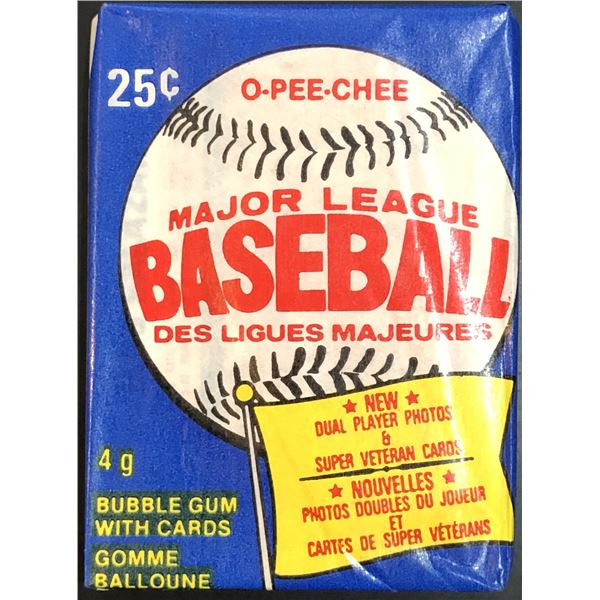 25¢
O-PEE-CHEE
MAJOR LEAGUE
BASEBALL
DES LIGUES MAJEURES
★ NEW ★
DUAL PLAYER PHOTOS
&
SUPER VETERAN CARDS
★ NOUVELLES ★
PHOTOS DOUBLES DU JOUEUR
ET
CARTES DE SUPER VÉTÉRANS
4 g
BUBBLE GUM
WITH CARDS
GOMME
BALLOUNE